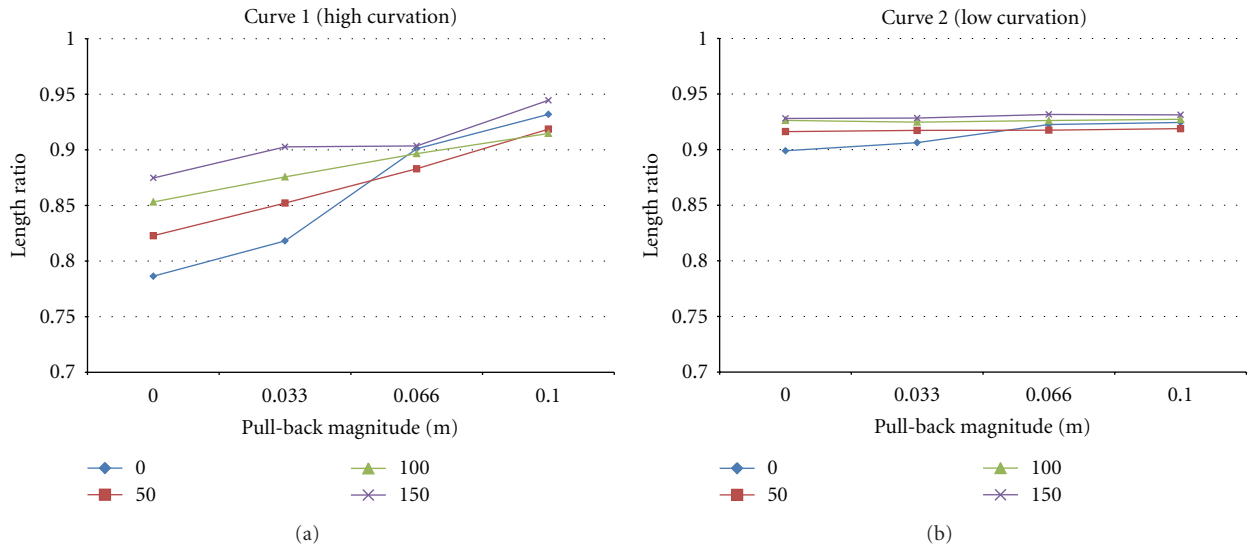 Curve 1 (high curvation)
1
0.95
0.9
0.85
0.8
0.75
0.7
Length ratio
0 0.033 0.066 0.1
Pull-back magnitude (m)
0 100
50 150
(a)
Curve 2 (low curvation)
1
0.95
0.9
0.85
0.8
0.75
0.7
Length ratio
0 0.033 0.066 0.1
Pull-back magnitude (m)
0 100
50 150
(b)